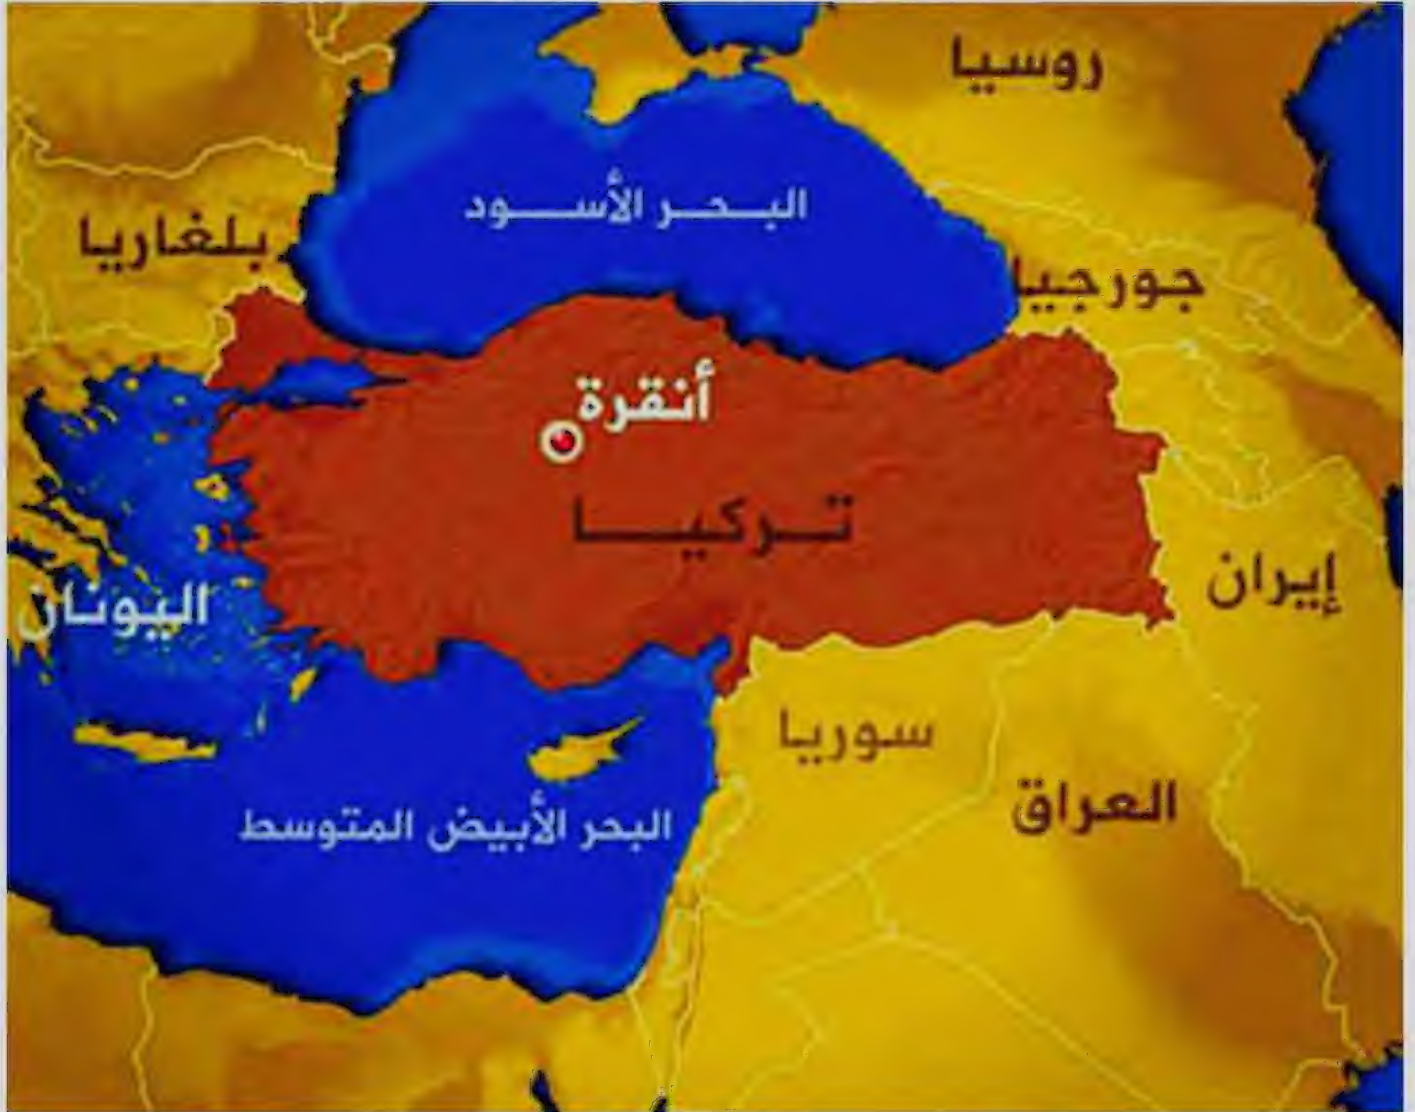 روسيا
البحر الأسود
بلغاريا
جورجيا
أنقرة
تركيا
إيران
اليونان
سوريا
العراق
البحر الأبيض المتوسط